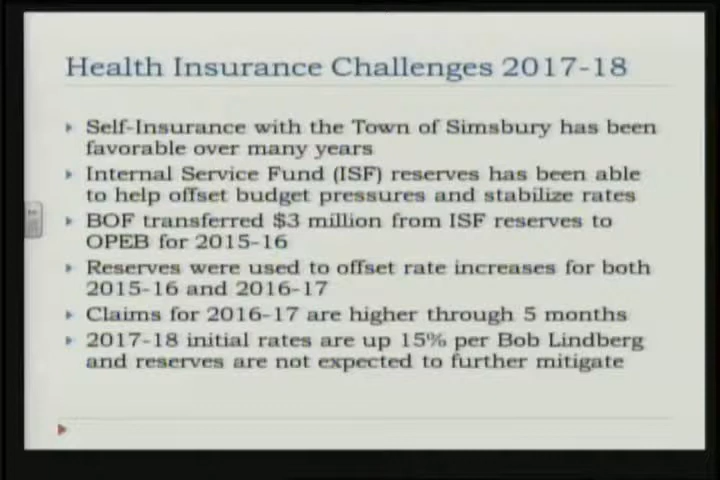 Health Insurance Challenges 2017-18
Self-Insurance with the Town of Simsbury has been
favorable over many years
Internal Service Fund (ISF) reserves has been able
to help offset budget pressures and stabilize rates
BOF transferred $3 million from ISF reserves to
OPEB for 2015-16
Reserves were used to offset rate increases for both
2015-16 and 2016-17
Claims for 2016-17 are higher through 5 months
2017-18 initial rates are up 15% per Bob Lindberg
and reserves are not expected to further mitigate